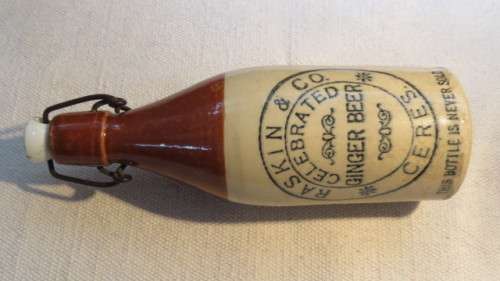 RASKIN & CO.
CELEBRATED
GINGER BEER
CERES
THIS BOTTLE IS NEVER SOLD